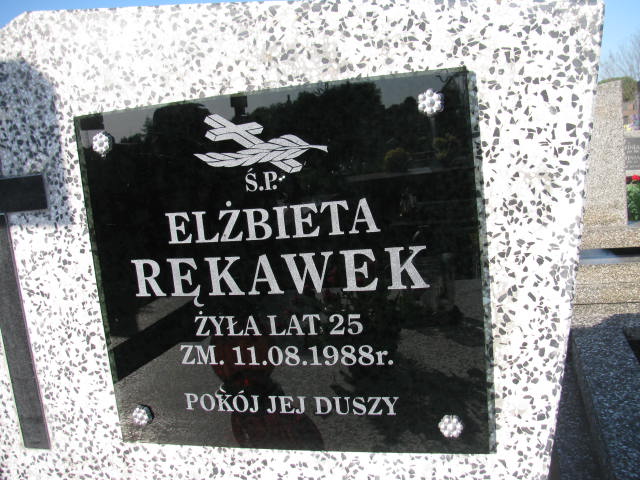 Ś.P.
ELŻBIETA
RĘKAWEK
ŻYŁA LAT 25
ZM. 11.08.1988r.
POKÓJ JEJ DUSZY